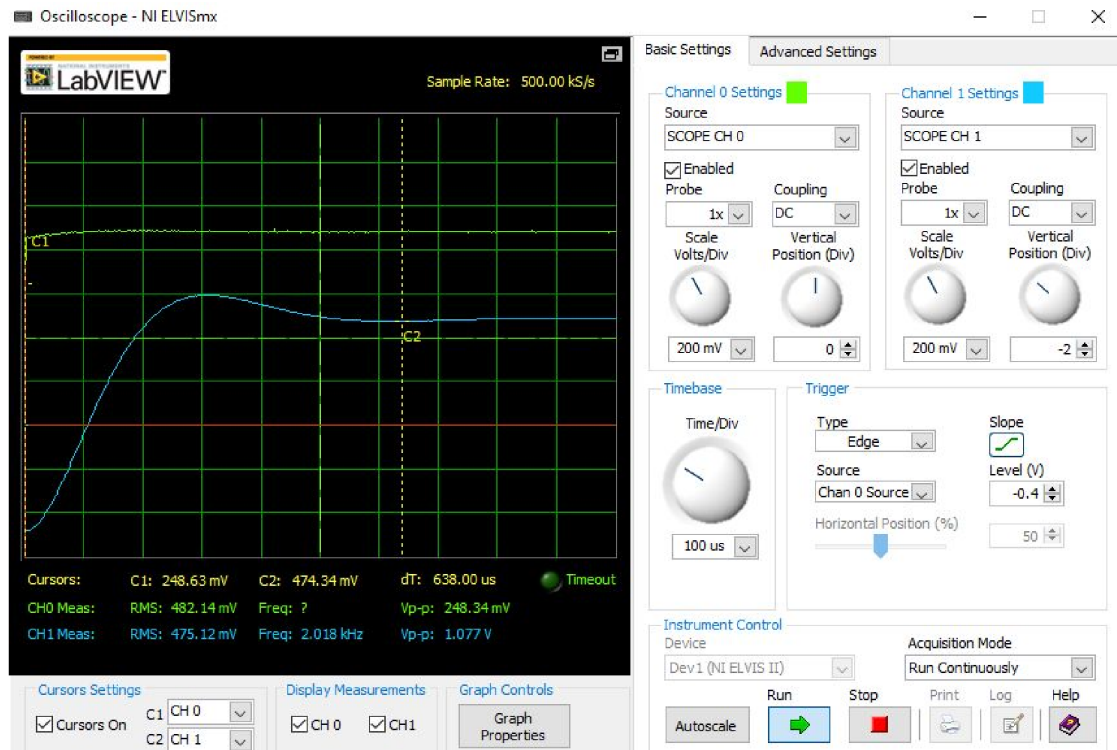 Oscilloscope - NI ELVISmx
POWERED BY
NATIONAL INSTRUMENTS
LabVIEW
Sample Rate: 500.00 kS/s
C1
C2
Cursors: C1: 248.63 mV C2: 474.34 mV dT: 638.00 us Timeout
CH0 Meas: RMS: 482.14 mV Freq: ? Vp-p: 248.34 mV
CH1 Meas: RMS: 475.12 mV Freq: 2.018 kHz Vp-p: 1.077 V
Cursors Settings
Cursors On
C1 CH 0
C2 CH 1
Display Measurements
CH 0 CH1
Graph Controls
Graph
Properties
Basic Settings Advanced Settings
Channel 0 Settings
Source
SCOPE CH 0
Enabled
Probe Coupling
1x DC
Scale
Volts/Div
Vertical
Position (Div)
200 mV 0
Channel 1 Settings
Source
SCOPE CH 1
Enabled
Probe Coupling
1x DC
Scale
Volts/Div
Vertical
Position (Div)
200 mV -2
Timebase
Time/Div
100 us
Trigger
Type
Edge
Slope
Source
Chan 0 Source
Level (V)
-0.4
Horizontal Position (%)
50
Instrument Control
Device
Dev1 (NI ELVIS II)
Acquisition Mode
Run Continuously
Run Stop Print Log Help
Autoscale